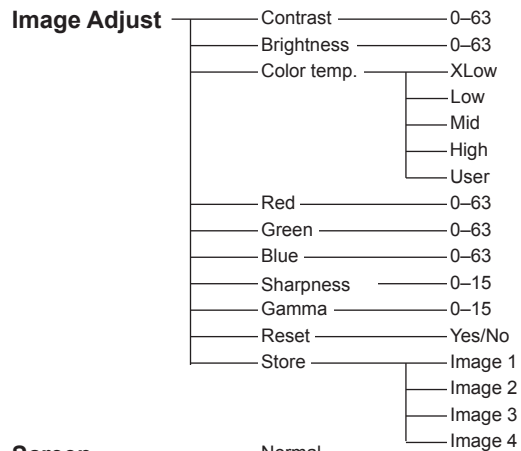 Image Adjust Contrast 0–63
Brightness 0–63
Color temp. XLow
Low
Mid
High
User
Red 0–63
Green 0–63
Blue 0–63
Sharpness 0–15
Gamma 0–15
Reset Yes/No
Store Image 1
Image 2
Image 3
Image 4
Screen Normal